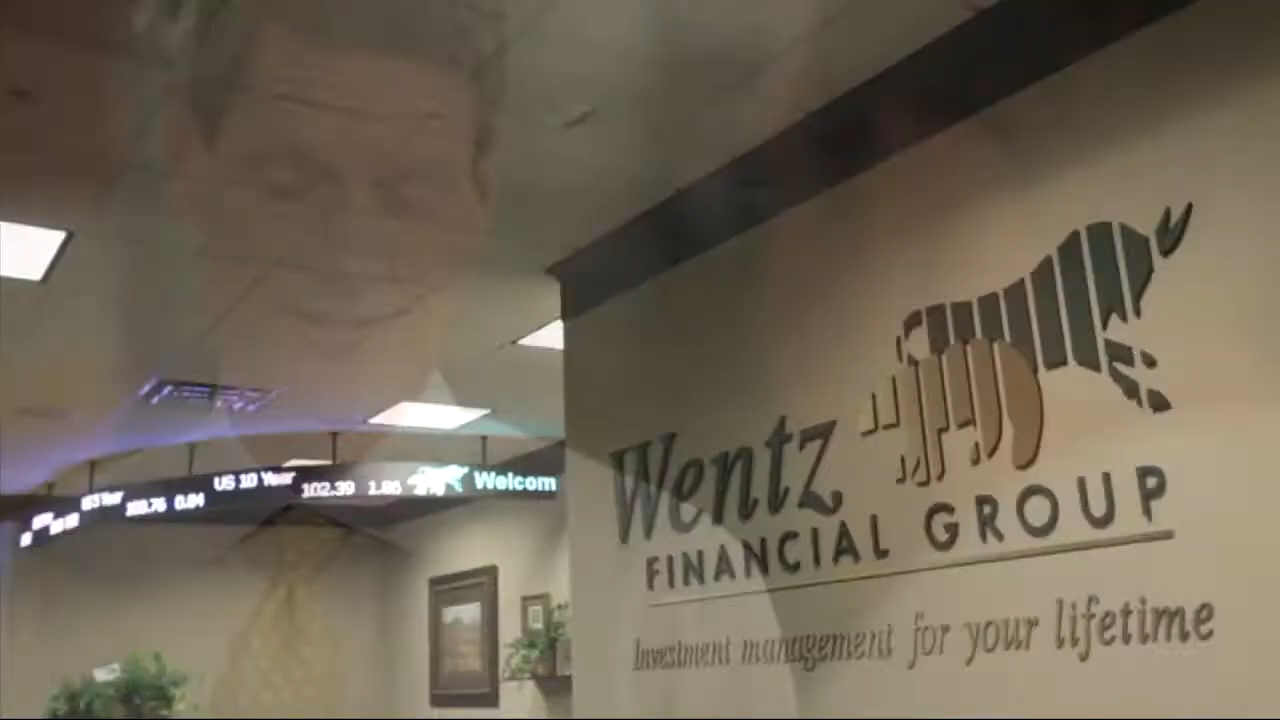 US 10 Year
102.39 1.86
Welcom
Wentz
FINANCIAL GROUP
Investment management for your lifetime